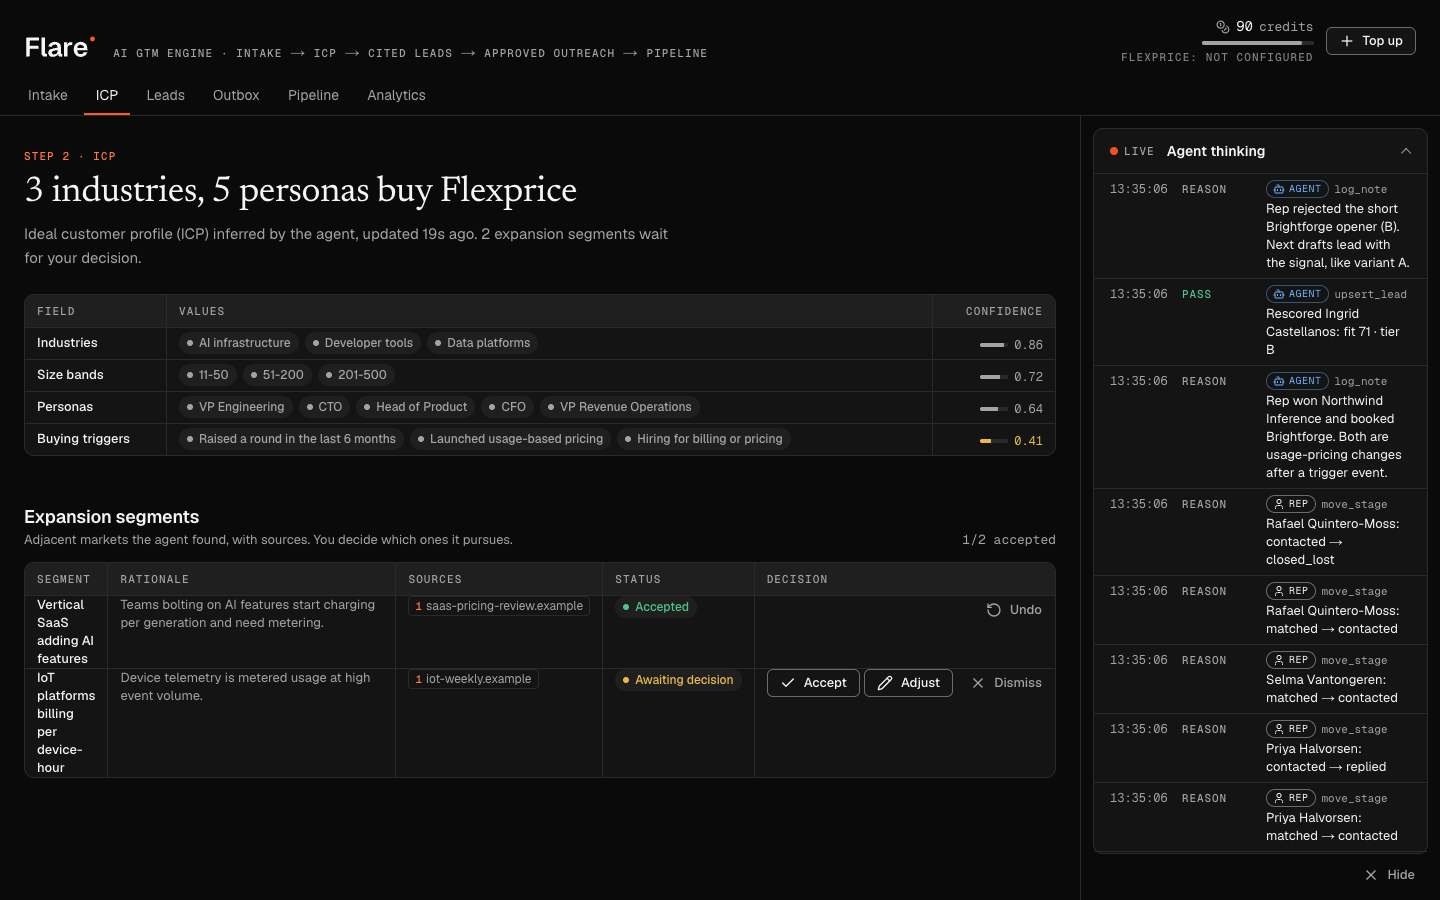 Flare
AI GTM ENGINE · INTAKE → ICP → CITED LEADS → APPROVED OUTREACH → PIPELINE
90 credits
FLEXPRICE: NOT CONFIGURED
Top up
Intake
ICP
Leads
Outbox
Pipeline
Analytics
STEP 2 · ICP
3 industries, 5 personas buy Flexprice
Ideal customer profile (ICP) inferred by the agent, updated 19s ago. 2 expansion segments wait
for your decision.
FIELD VALUES CONFIDENCE
Industries AI infrastructure Developer tools Data platforms 0.86
Size bands 11-50 51-200 201-500 0.72
Personas VP Engineering CTO Head of Product CFO VP Revenue Operations 0.64
Buying triggers Raised a round in the last 6 months Launched usage-based pricing Hiring for billing or pricing 0.41
Expansion segments
Adjacent markets the agent found, with sources. You decide which ones it pursues.
1/2 accepted
SEGMENT RATIONALE SOURCES STATUS DECISION
Vertical
SaaS
adding AI
features
Teams bolting on AI features start charging
per generation and need metering.
1 saas-pricing-review.example
Accepted
Undo
IoT
platforms
billing
per
device-
hour
Device telemetry is metered usage at high
event volume.
1 iot-weekly.example
Awaiting decision
Accept
Adjust
Dismiss
LIVE Agent thinking
13:35:06 REASON AGENT log_note
Rep rejected the short
Brightforge opener (B).
Next drafts lead with
the signal, like variant A.
13:35:06 PASS AGENT upsert_lead
Rescored Ingrid
Castellanos: fit 71 · tier
B
13:35:06 REASON AGENT log_note
Rep won Northwind
Inference and booked
Brightforge. Both are
usage-pricing changes
after a trigger event.
13:35:06 REASON REP move_stage
Rafael Quintero-Moss:
contacted →
closed_lost
13:35:06 REASON REP move_stage
Rafael Quintero-Moss:
matched → contacted
13:35:06 REASON REP move_stage
Selma Vantongeren:
matched → contacted
13:35:06 REASON REP move_stage
Priya Halvorsen:
contacted → replied
13:35:06 REASON REP move_stage
Priya Halvorsen:
matched → contacted
Hide